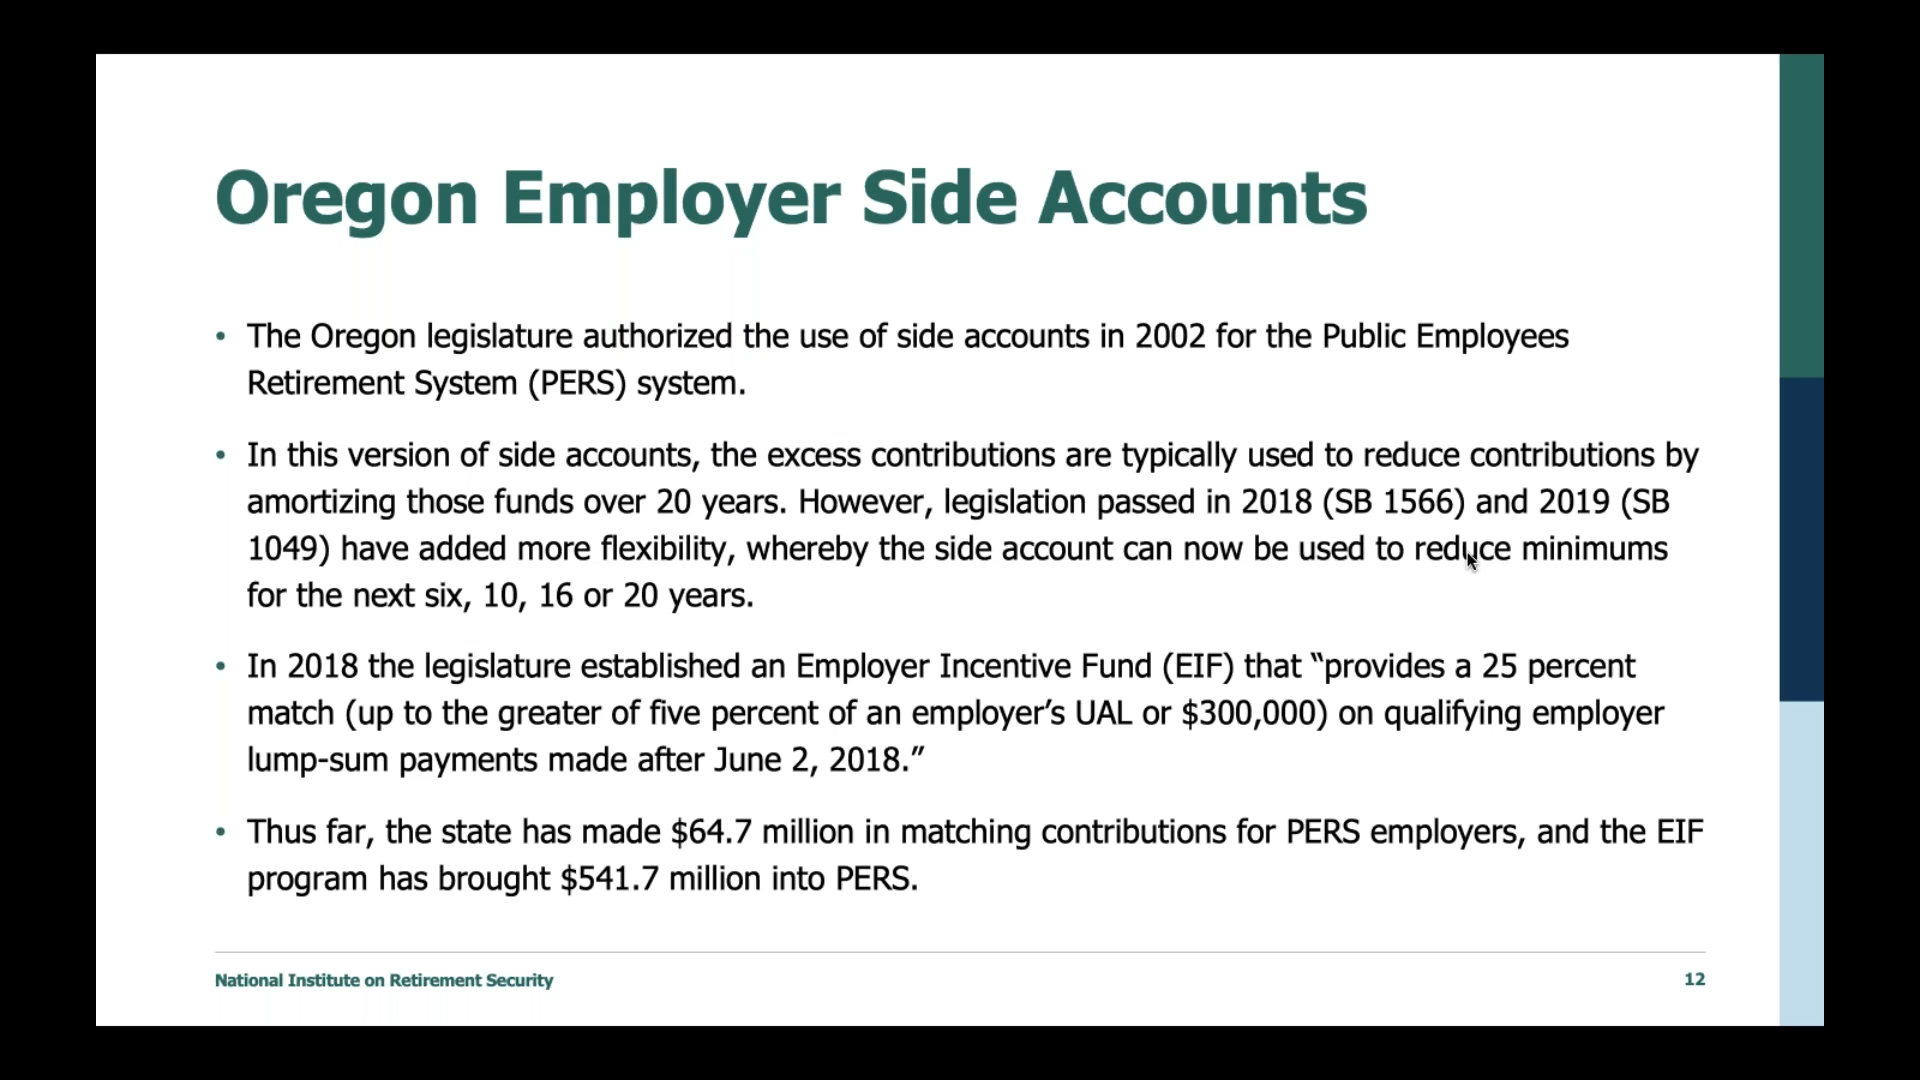 Oregon Employer Side Accounts
• The Oregon legislature authorized the use of side accounts in 2002 for the Public Employees
Retirement System (PERS) system.
• In this version of side accounts, the excess contributions are typically used to reduce contributions by
amortizing those funds over 20 years. However, legislation passed in 2018 (SB 1566) and 2019 (SB
1049) have added more flexibility, whereby the side account can now be used to reduce minimums
for the next six, 10, 16 or 20 years.
• In 2018 the legislature established an Employer Incentive Fund (EIF) that “provides a 25 percent
match (up to the greater of five percent of an employer’s UAL or $300,000) on qualifying employer
lump-sum payments made after June 2, 2018.”
• Thus far, the state has made $64.7 million in matching contributions for PERS employers, and the EIF
program has brought $541.7 million into PERS.
National Institute on Retirement Security
12